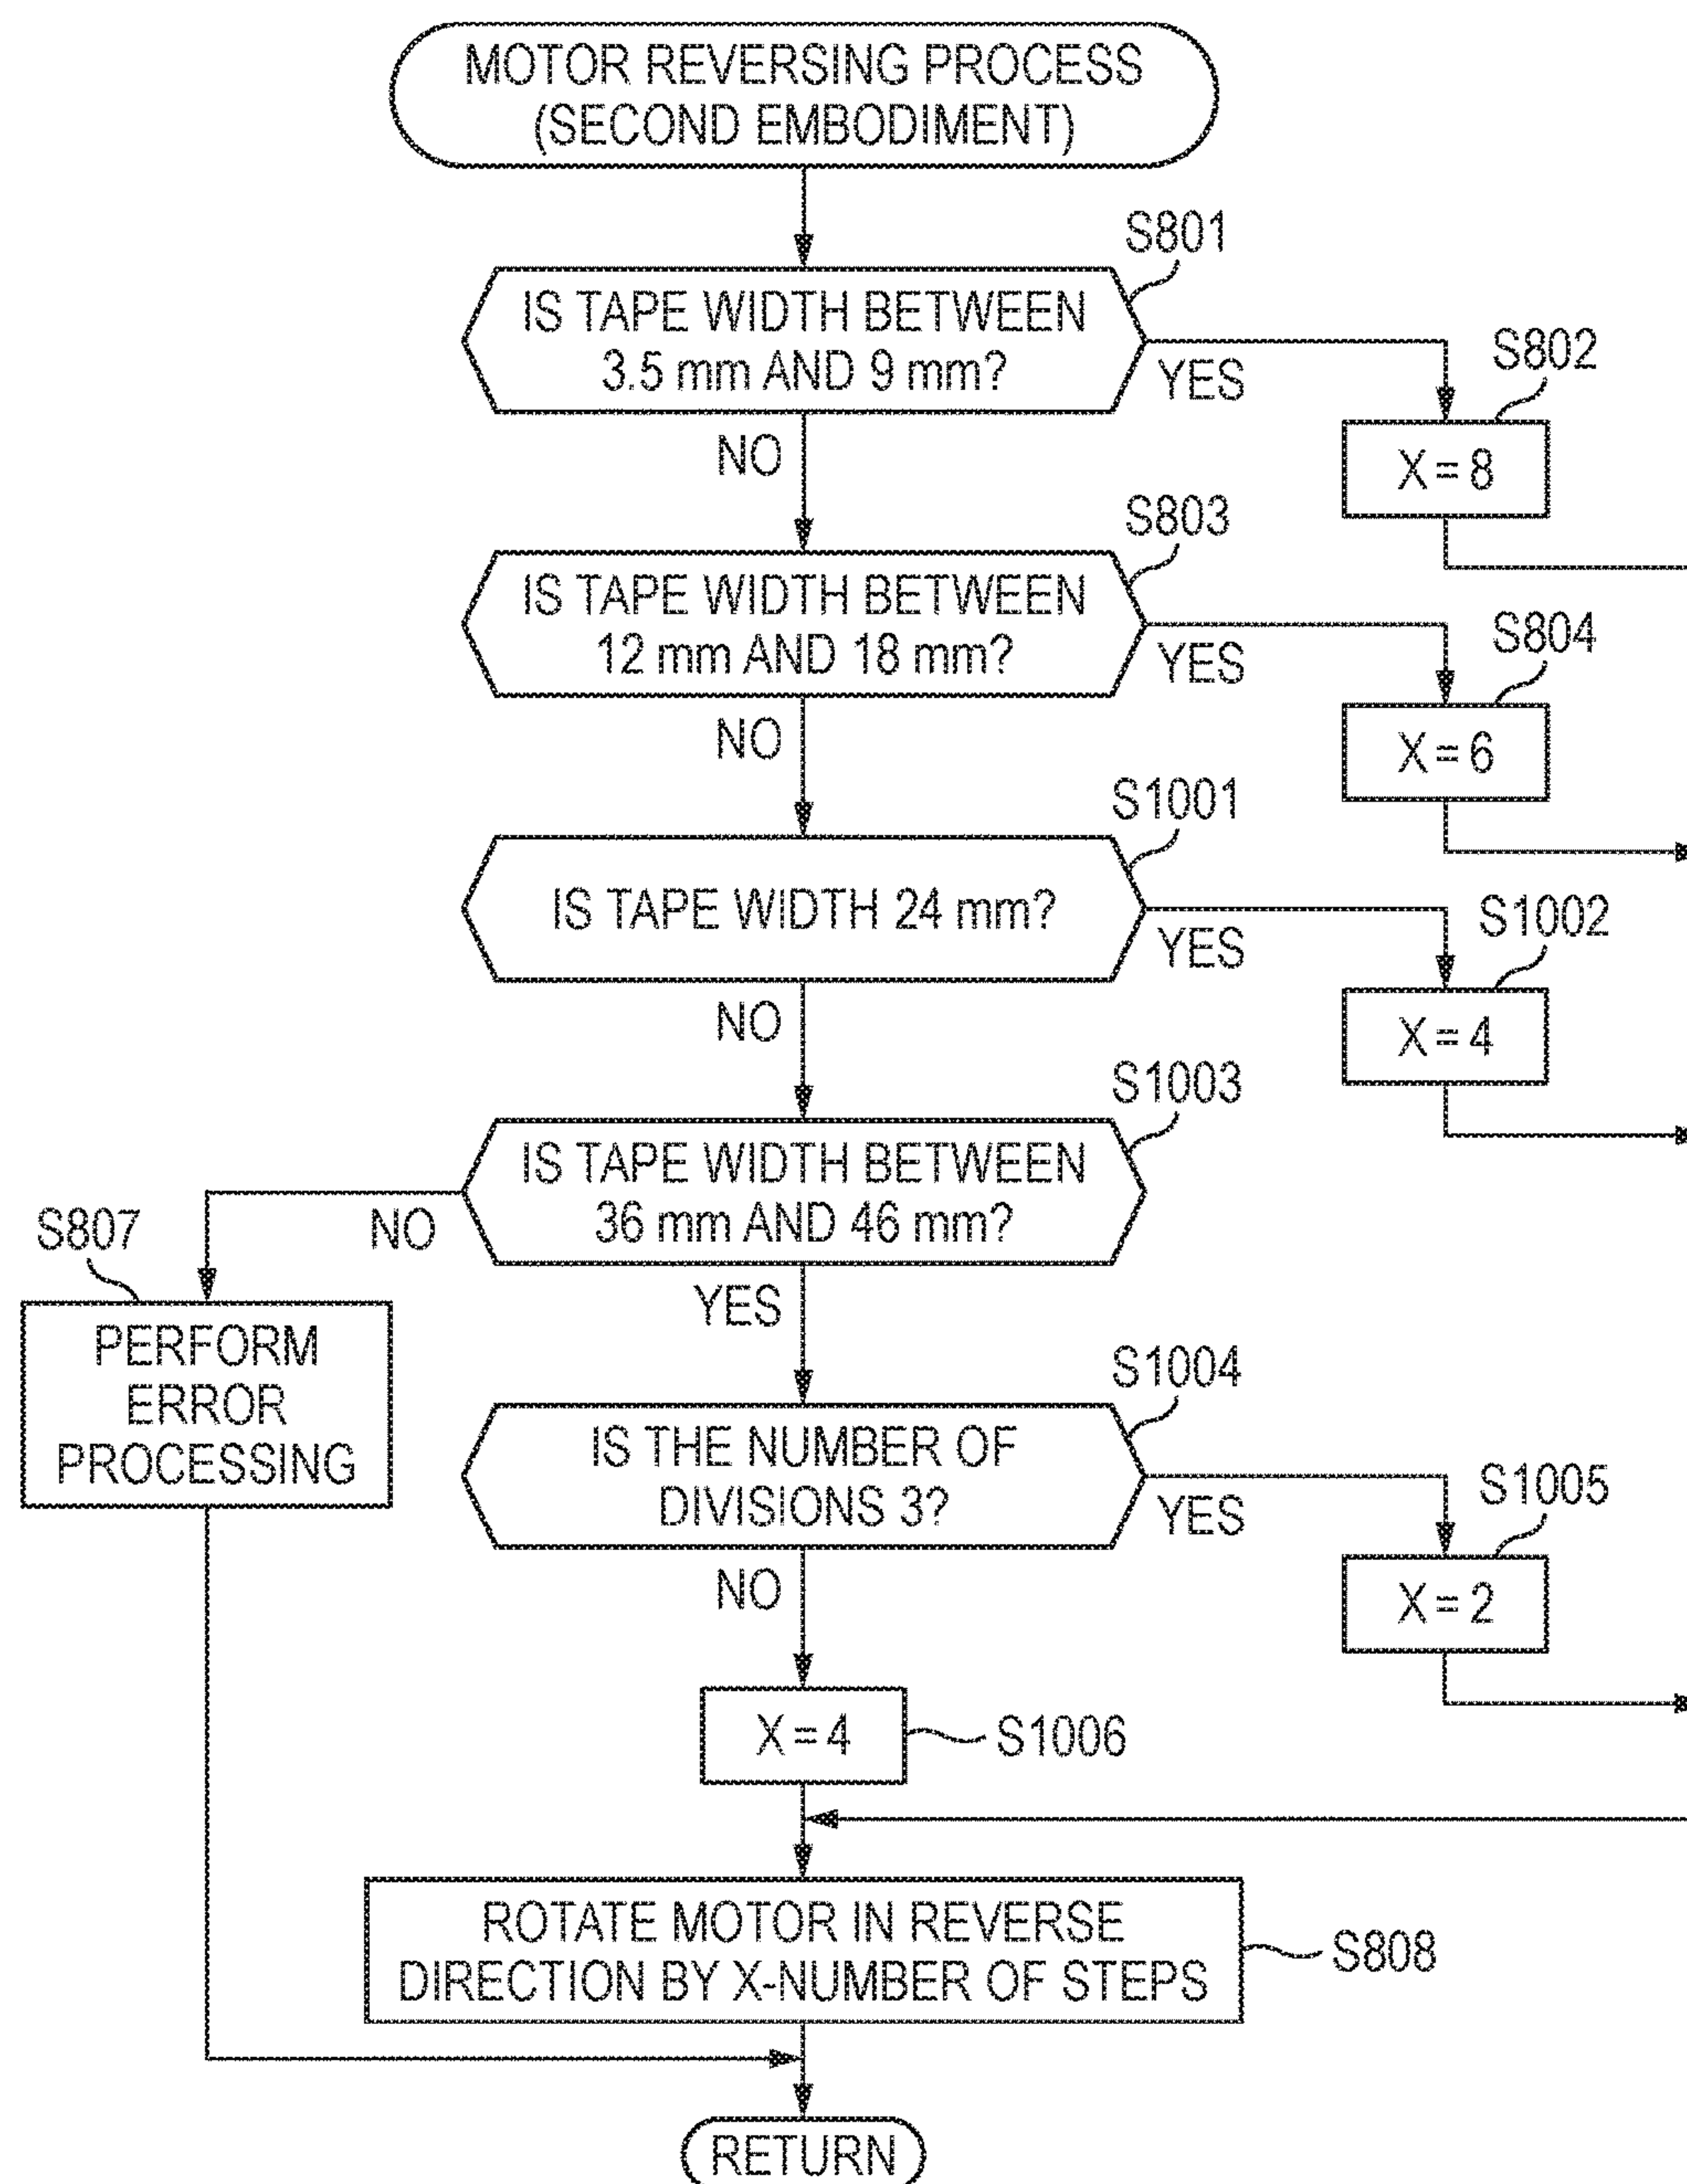 MOTOR REVERSING PROCESS
(SECOND EMBODIMENT)
S801
IS TAPE WIDTH BETWEEN
3.5 mm AND 9 mm?
YES
S802
X = 8
NO
S803
IS TAPE WIDTH BETWEEN
12 mm AND 18 mm?
YES
S804
X = 6
NO
S1001
IS TAPE WIDTH 24 mm?
YES
S1002
X = 4
NO
S1003
IS TAPE WIDTH BETWEEN
36 mm AND 46 mm?
NO
S807
PERFORM
ERROR
PROCESSING
YES
S1004
IS THE NUMBER OF
DIVISIONS 3?
YES
S1005
X = 2
NO
X = 4
S1006
ROTATE MOTOR IN REVERSE
DIRECTION BY X-NUMBER OF STEPS
S808
RETURN